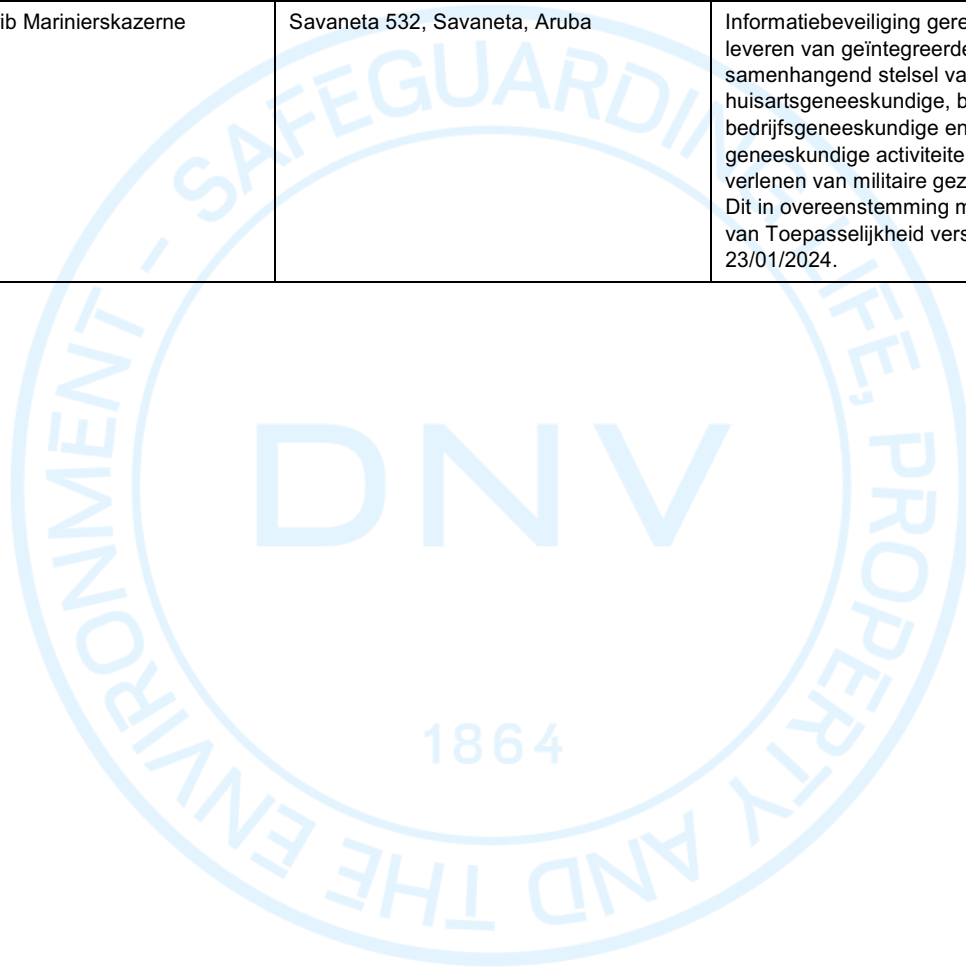 ib Marinierskazerne
Savaneta 532, Savaneta, Aruba
Informatiebeveiliging gere
leveren van geïntegreerde
samenhangend stelsel va
huisartsgeneeskundige, b
bedrijfsgeneeskundige en
geneeskundige activiteite
verlenen van militaire gez
Dit in overeenstemming m
van Toepasselijkheid vers
23/01/2024.
SAFEGUARDING LIFE, PROPERTY AND THE ENVIRONMENT -
DNV
1864